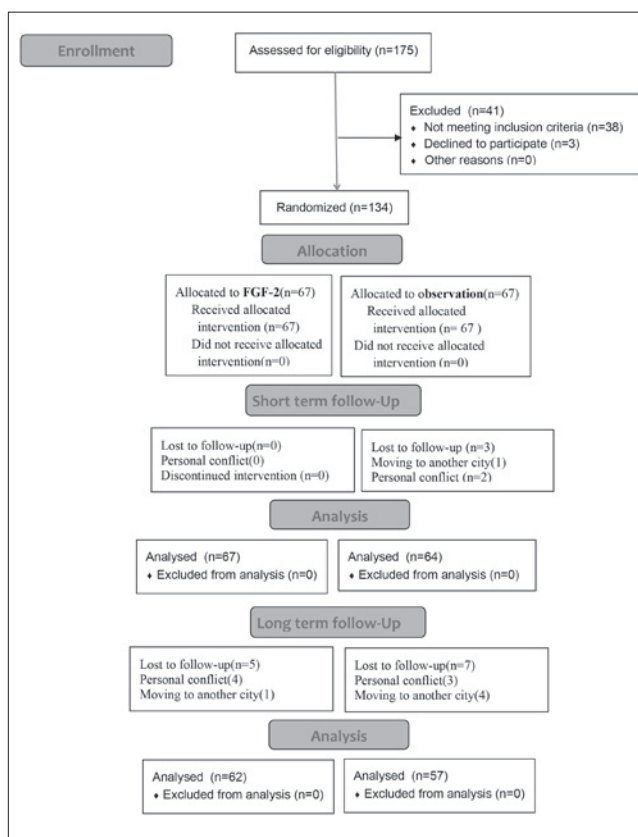 Enrollment
Assessed for eligibility (n=175)
Excluded (n=41)
♦ Not meeting inclusion criteria (n=38)
♦ Declined to participate (n=3)
♦ Other reasons (n=0)
Randomized (n=134)
Allocation
Allocated to FGF-2(n=67)
Received allocated
intervention (n=67)
Did not receive allocated
intervention(n=0)
Allocated to observation(n=67)
Received allocated
intervention (n= 67 )
Did not receive allocated
intervention (n=0)
Short term follow-Up
Lost to follow-up(n=0)
Personal conflict(0)
Discontinued intervention (n=0)
Lost to follow-up (n=3)
Moving to another city(1)
Personal conflict (n=2)
Analysis
Analysed (n=67)
♦ Excluded from analysis (n=0)
Analysed (n=64)
♦ Excluded from analysis (n=0)
Long term follow-Up
Lost to follow-up(n=5)
Personal conflict(4)
Moving to another city(1)
Lost to follow-up(n=7)
Personal conflict(3)
Moving to another city(4)
Analysis
Analysed (n=62)
♦ Excluded from analysis (n=0)
Analysed (n=57)
♦ Excluded from analysis (n=0)